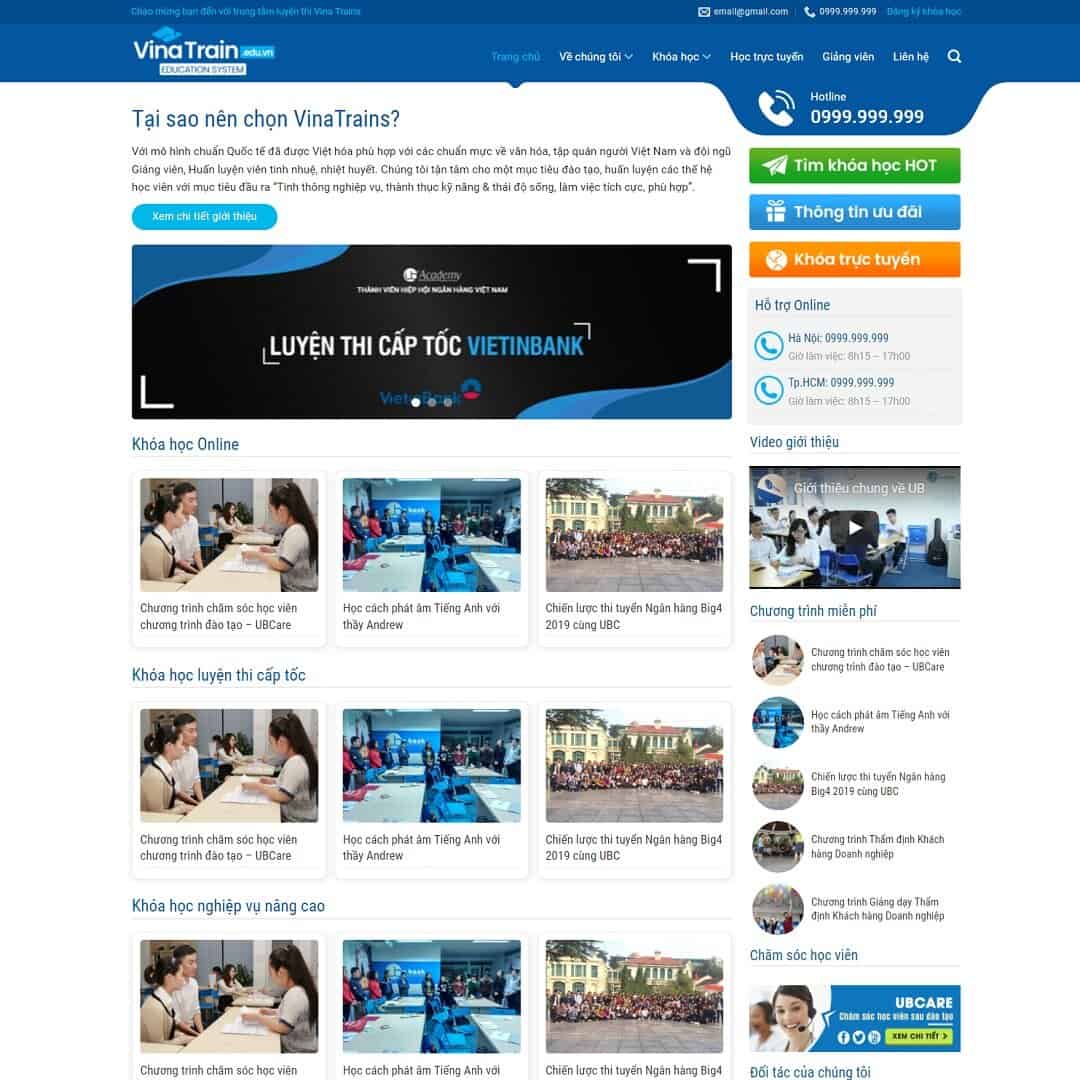 Chào mừng bạn đến với trung tâm luyện thi Vina Trains
email@gmail.com
0999.999.999
Đăng ký khóa học
VinaTrain .edu.vn
EDUCATION SYSTEM
Trang chủ
Về chúng tôi
Khóa học
Học trực tuyến
Giảng viên
Liên hệ
Hotline
0999.999.999
Tại sao nên chọn VinaTrains?
Với mô hình chuẩn Quốc tế đã được Việt hóa phù hợp với các chuẩn mực về văn hóa, tập quán người Việt Nam và đội ngũ
Giảng viên, Huấn luyện viên tinh nhuệ, nhiệt huyết. Chúng tôi tận tâm cho một mục tiêu đào tạo, huấn luyện các thế hệ
học viên với mục tiêu đầu ra “Tinh thông nghiệp vụ, thành thục kỹ năng & thái độ sống, làm việc tích cực, phù hợp”.
Xem chi tiết giới thiệu
Academy
THÀNH VIÊN HIỆP HỘI NGÂN HÀNG VIỆT NAM
LUYỆN THI CẤP TỐC VIETINBANK
VietinBank
Khóa học Online
Chương trình chăm sóc học viên
chương trình đào tạo – UBCare
Học cách phát âm Tiếng Anh với
thầy Andrew
Chiến lược thi tuyển Ngân hàng Big4
2019 cùng UBC
Khóa học luyện thi cấp tốc
Chương trình chăm sóc học viên
chương trình đào tạo – UBCare
Học cách phát âm Tiếng Anh với
thầy Andrew
Chiến lược thi tuyển Ngân hàng Big4
2019 cùng UBC
Khóa học nghiệp vụ nâng cao
Chương trình chăm sóc học viên
Học cách phát âm Tiếng Anh với
Chiến lược thi tuyển Ngân hàng Big4
Tìm khóa học HOT
Thông tin ưu đãi
Khóa trực tuyến
Hỗ trợ Online
Hà Nội: 0999.999.999
Giờ làm việc: 8h15 – 17h00
Tp.HCM: 0999.999.999
Giờ làm việc: 8h15 – 17h00
Video giới thiệu
Giới thiệu chung về UB
Chương trình miễn phí
Chương trình chăm sóc học viên
chương trình đào tạo – UBCare
Học cách phát âm Tiếng Anh với
thầy Andrew
Chiến lược thi tuyển Ngân hàng
Big4 2019 cùng UBC
Chương trình Thẩm định Khách
hàng Doanh nghiệp
Chương trình Giảng dạy Thẩm
định Khách hàng Doanh nghiệp
Chăm sóc học viên
UBCARE
Chăm sóc học viên sau đào tạo
XEM CHI TIẾT
Đối tác của chúng tôi